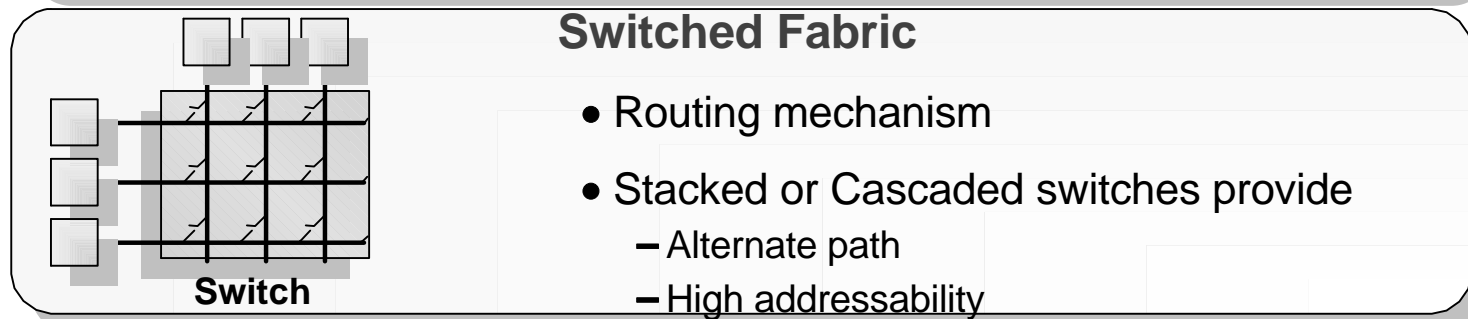 Switched Fabric
• Routing mechanism
• Stacked or Cascaded switches provide
– Alternate path
– High addressability
Switch